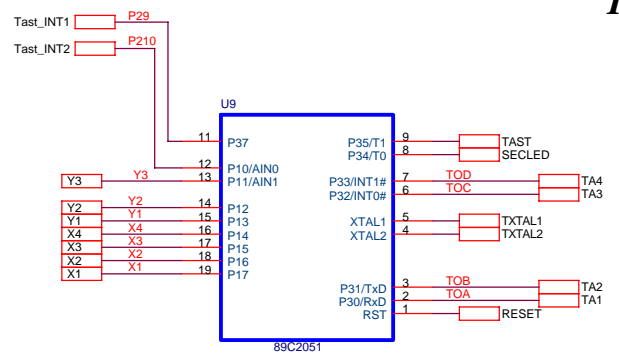 Tast_INT1 P29
Tast_INT2 P210
U9
11 P37 P35/T1 9 TAST
P34/T0 8 SECLED
12 P10/AIN0
Y3 Y3 13 P11/AIN1 P33/INT1# 7 TOD TA4
P32/INT0# 6 TOC TA3
Y2 Y2 14 P12
Y1 Y1 15 P13 XTAL1 5 TXTAL1
X4 X4 16 P14 XTAL2 4 TXTAL2
X3 X3 17 P15
X2 X2 18 P16
X1 X1 19 P17
P31/TxD 3 TOB TA2
P30/RxD 2 TOA TA1
RST 1 RESET
89C2051